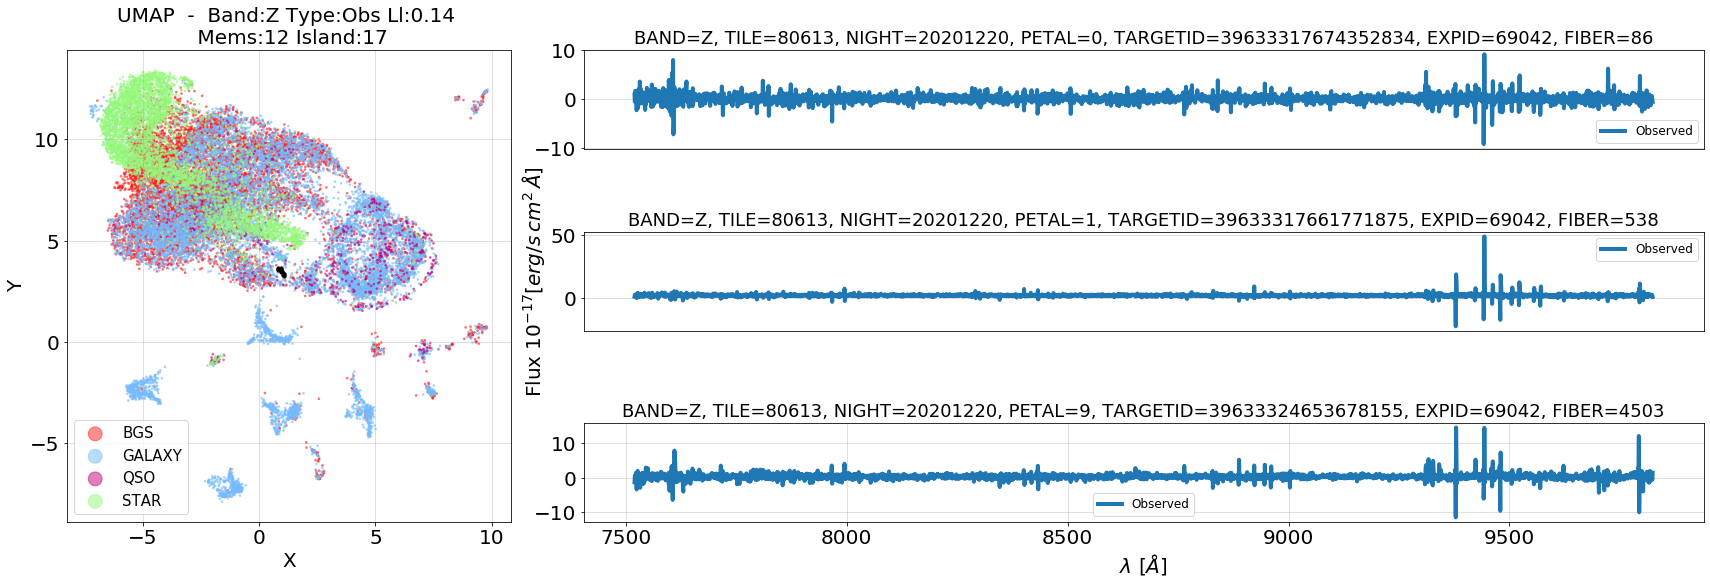 UMAP - Band:Z Type:Obs Ll:0.14
Mems:12 Island:17
Y
10
5
0
−5
BGS
GALAXY
QSO
STAR
−5
0
5
10
X
Flux 10⁻¹⁷[erg/s cm² Å]
BAND=Z, TILE=80613, NIGHT=20201220, PETAL=0, TARGETID=39633317674352834, EXPID=69042, FIBER=86
10
0
−10
Observed
BAND=Z, TILE=80613, NIGHT=20201220, PETAL=1, TARGETID=39633317661771875, EXPID=69042, FIBER=538
50
0
Observed
BAND=Z, TILE=80613, NIGHT=20201220, PETAL=9, TARGETID=39633324653678155, EXPID=69042, FIBER=4503
10
0
−10
Observed
7500
8000
8500
9000
9500
λ [Å]